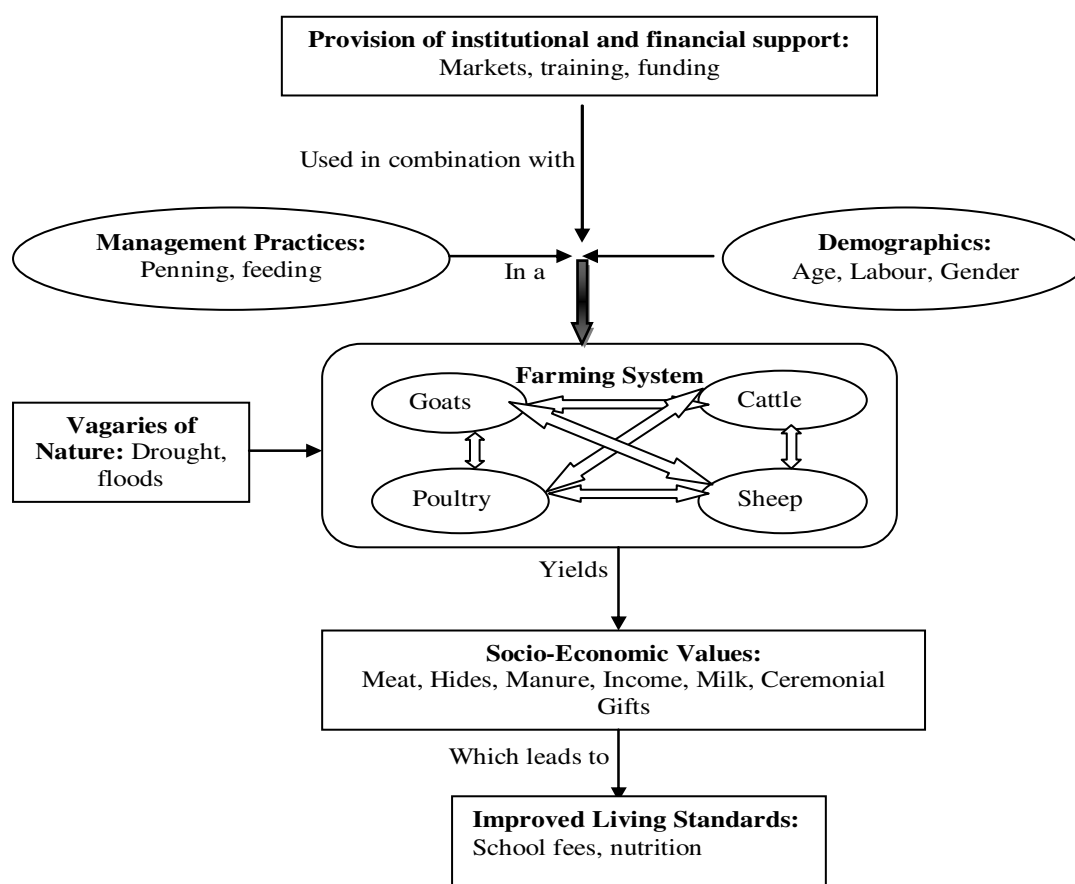 Provision of institutional and financial support:
Markets, training, funding
Used in combination with
Management Practices:
Penning, feeding
In a
Demographics:
Age, Labour, Gender
Farming System
Goats
Cattle
Poultry
Sheep
Vagaries of
Nature: Drought,
floods
Yields
Socio-Economic Values:
Meat, Hides, Manure, Income, Milk, Ceremonial
Gifts
Which leads to
Improved Living Standards:
School fees, nutrition